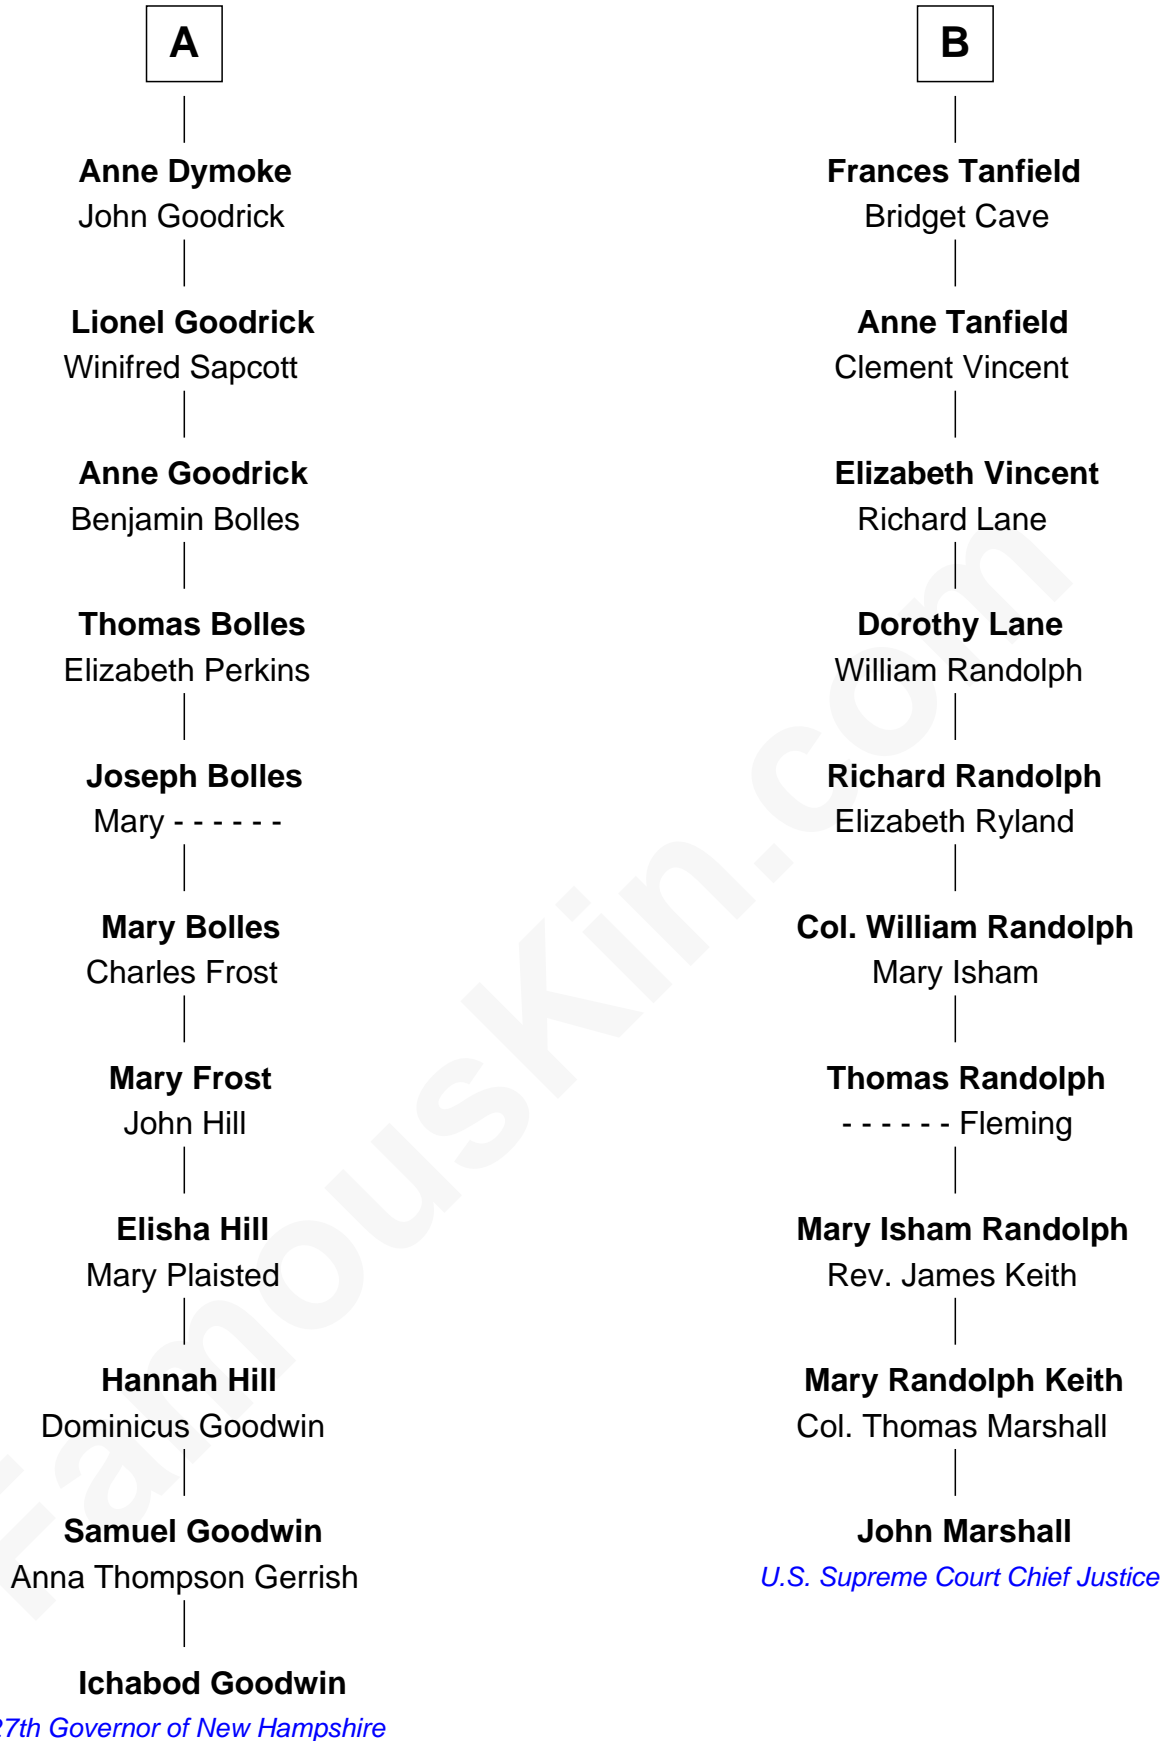 A
Anne Dymoke
John Goodrick
Lionel Goodrick
Winifred Sapcott
Anne Goodrick
Benjamin Bolles
Thomas Bolles
Elizabeth Perkins
Joseph Bolles
Mary - - - - - -
Mary Bolles
Charles Frost
Mary Frost
John Hill
Elisha Hill
Mary Plaisted
Hannah Hill
Dominicus Goodwin
Samuel Goodwin
Anna Thompson Gerrish
Ichabod Goodwin
27th Governor of New Hampshire
B
Frances Tanfield
Bridget Cave
Anne Tanfield
Clement Vincent
Elizabeth Vincent
Richard Lane
Dorothy Lane
William Randolph
Richard Randolph
Elizabeth Ryland
Col. William Randolph
Mary Isham
Thomas Randolph
- - - - - - Fleming
Mary Isham Randolph
Rev. James Keith
Mary Randolph Keith
Col. Thomas Marshall
John Marshall
U.S. Supreme Court Chief Justice
FamousKin.com